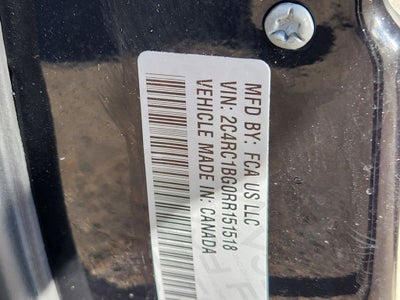 MFD BY: FCA US LLC
VIN: 2C4RC1BG0RR151518
VEHICLE MADE IN: CANADA